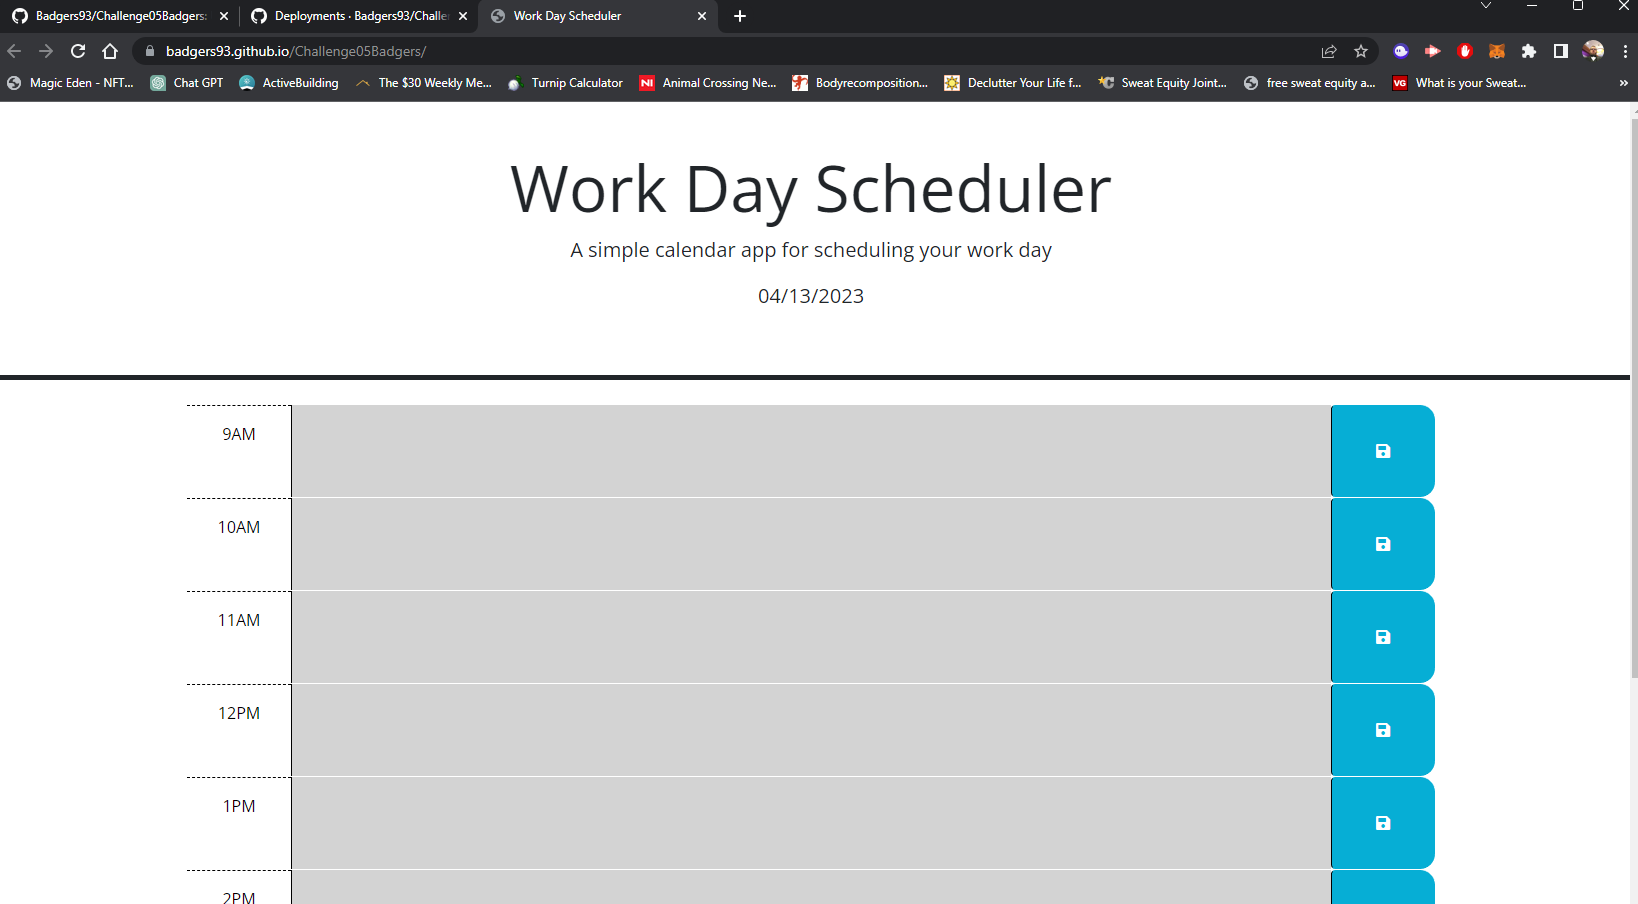 Badgers93/Challenge05Badgers:
Deployments · Badgers93/Challe
Work Day Scheduler
badgers93.github.io/Challenge05Badgers/
Magic Eden - NFT...
Chat GPT
ActiveBuilding
The $30 Weekly Me...
Turnip Calculator
NI
Animal Crossing Ne...
Bodyrecomposition...
Declutter Your Life f...
Sweat Equity Joint...
free sweat equity a...
VG
What is your Sweat...
»
Work Day Scheduler
A simple calendar app for scheduling your work day
04/13/2023
9AM
10AM
11AM
12PM
1PM
2PM